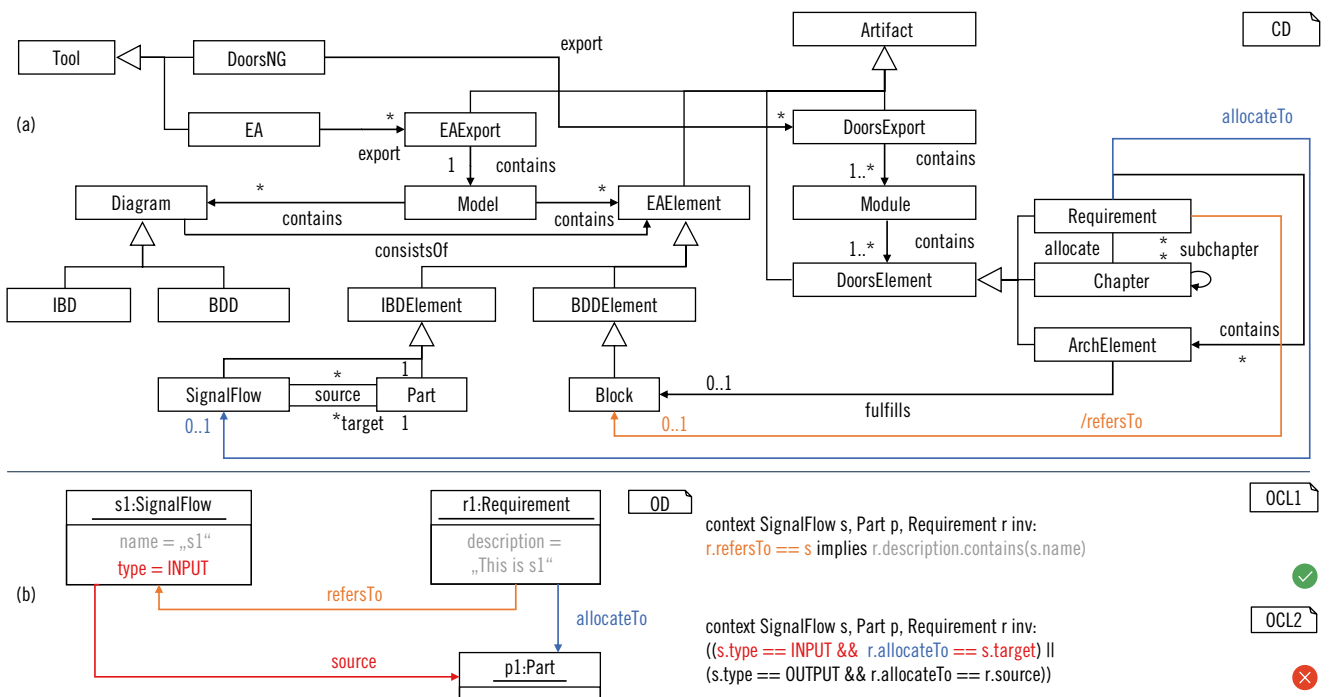 Artifact
CD
Tool
DoorsNG
export
(a)
EA
*
export
EAExport
*
DoorsExport
allocateTo
1
contains
1..*
contains
Diagram
*
contains
Model
*
contains
EAElement
Module
Requirement
consistsOf
1..*
contains
allocate
*
*
subchapter
DoorsElement
Chapter
IBD
BDD
IBDElement
BDDElement
ArchElement
contains
*
SignalFlow
*
source
*target
1
1
Part
Block
0..1
fulfills
0..1
0..1
/refersTo
s1:SignalFlow
name = „s1“
type = INPUT
r1:Requirement
description =
„This is s1“
OD
OCL1
context SignalFlow s, Part p, Requirement r inv:
r.refersTo == s implies r.description.contains(s.name)
(b)
refersTo
allocateTo
source
p1:Part
OCL2
context SignalFlow s, Part p, Requirement r inv:
((s.type == INPUT && r.allocateTo == s.target) ||
(s.type == OUTPUT && r.allocateTo == r.source))